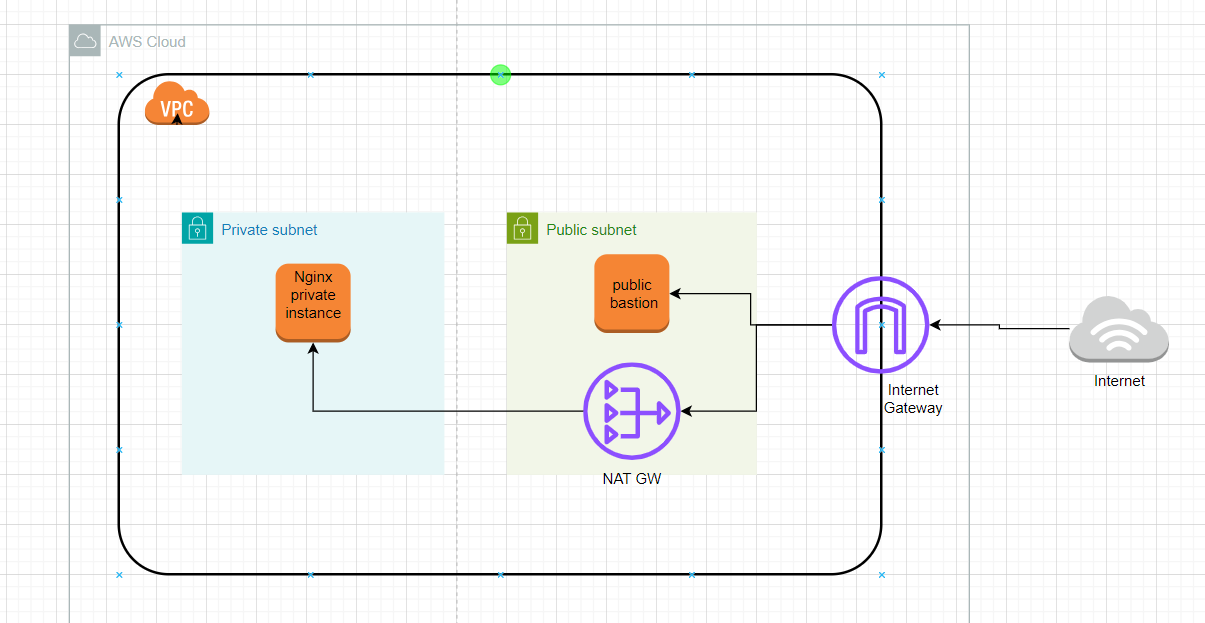 AWS Cloud
VPC
Private subnet
Public subnet
Nginx
private
instance
public
bastion
Internet
Gateway
Internet
NAT GW